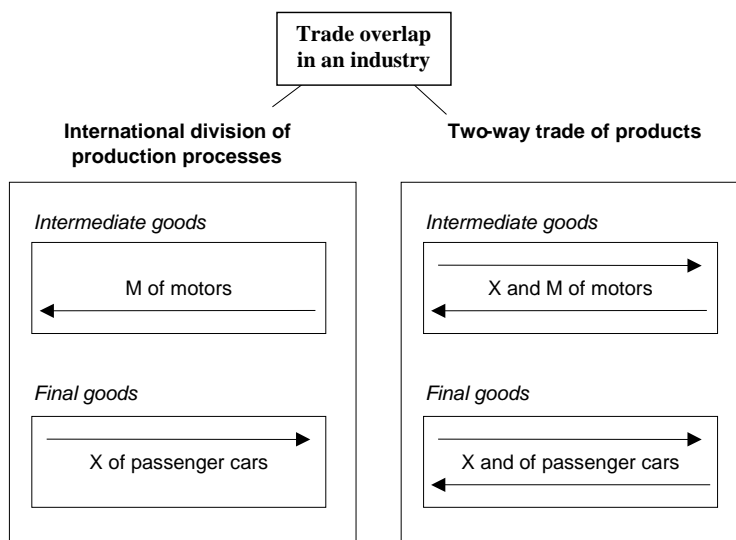 Trade overlap
in an industry
International division of
production processes
Two-way trade of products
Intermediate goods
M of motors
Final goods
X of passenger cars
Intermediate goods
X and M of motors
Final goods
X and of passenger cars